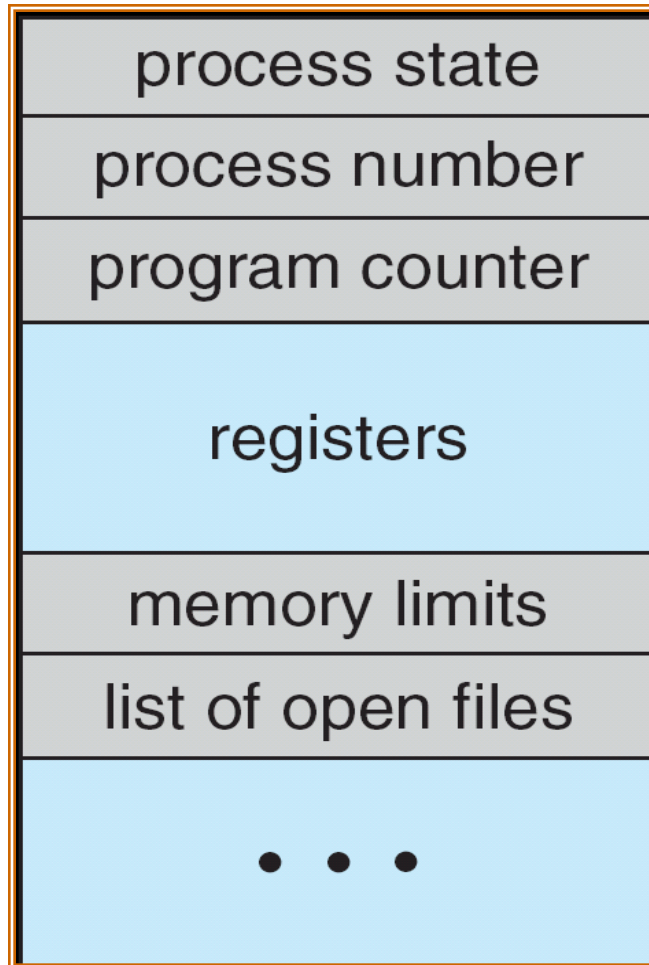 process state
process number
program counter
registers
memory limits
list of open files
• • •